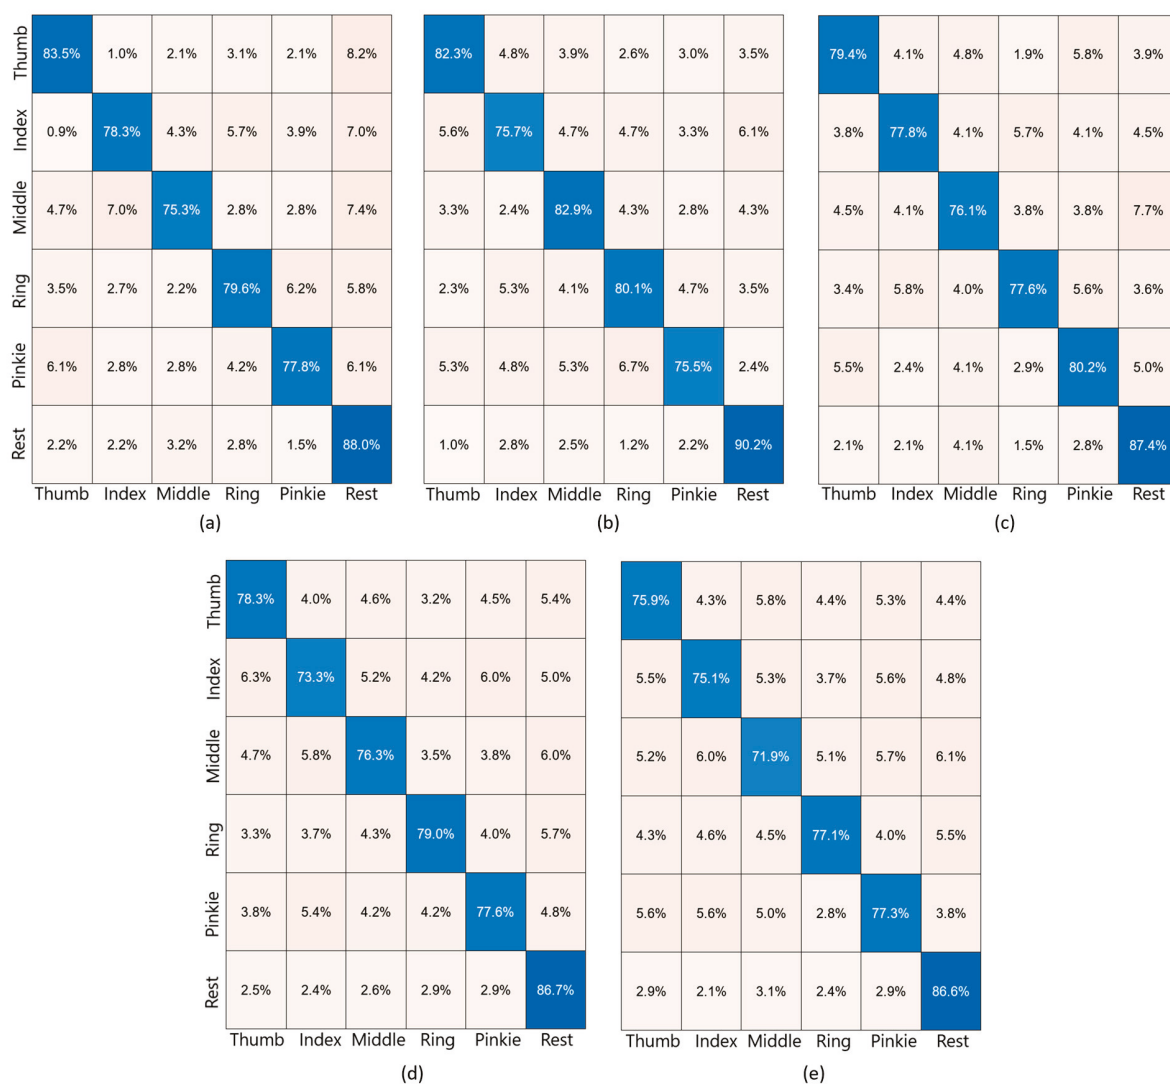 Thumb 83.5% 1.0% 2.1% 3.1% 2.1% 8.2%
Index 0.9% 78.3% 4.3% 5.7% 3.9% 7.0%
Middle 4.7% 7.0% 75.3% 2.8% 2.8% 7.4%
Ring 3.5% 2.7% 2.2% 79.6% 6.2% 5.8%
Pinkie 6.1% 2.8% 2.8% 4.2% 77.8% 6.1%
Rest 2.2% 2.2% 3.2% 2.8% 1.5% 88.0%
Thumb Index Middle Ring Pinkie Rest
(a)
82.3% 4.8% 3.9% 2.6% 3.0% 3.5%
5.6% 75.7% 4.7% 4.7% 3.3% 6.1%
3.3% 2.4% 82.9% 4.3% 2.8% 4.3%
2.3% 5.3% 4.1% 80.1% 4.7% 3.5%
5.3% 4.8% 5.3% 6.7% 75.5% 2.4%
1.0% 2.8% 2.5% 1.2% 2.2% 90.2%
Thumb Index Middle Ring Pinkie Rest
(b)
79.4% 4.1% 4.8% 1.9% 5.8% 3.9%
3.8% 77.8% 4.1% 5.7% 4.1% 4.5%
4.5% 4.1% 76.1% 3.8% 3.8% 7.7%
3.4% 5.8% 4.0% 77.6% 5.6% 3.6%
5.5% 2.4% 4.1% 2.9% 80.2% 5.0%
2.1% 2.1% 4.1% 1.5% 2.8% 87.4%
Thumb Index Middle Ring Pinkie Rest
(c)
Thumb 78.3% 4.0% 4.6% 3.2% 4.5% 5.4%
Index 6.3% 73.3% 5.2% 4.2% 6.0% 5.0%
Middle 4.7% 5.8% 76.3% 3.5% 3.8% 6.0%
Ring 3.3% 3.7% 4.3% 79.0% 4.0% 5.7%
Pinkie 3.8% 5.4% 4.2% 4.2% 77.6% 4.8%
Rest 2.5% 2.4% 2.6% 2.9% 2.9% 86.7%
Thumb Index Middle Ring Pinkie Rest
(d)
75.9% 4.3% 5.8% 4.4% 5.3% 4.4%
5.5% 75.1% 5.3% 3.7% 5.6% 4.8%
5.2% 6.0% 71.9% 5.1% 5.7% 6.1%
4.3% 4.6% 4.5% 77.1% 4.0% 5.5%
5.6% 5.6% 5.0% 2.8% 77.3% 3.8%
2.9% 2.1% 3.1% 2.4% 2.9% 86.6%
Thumb Index Middle Ring Pinkie Rest
(e)